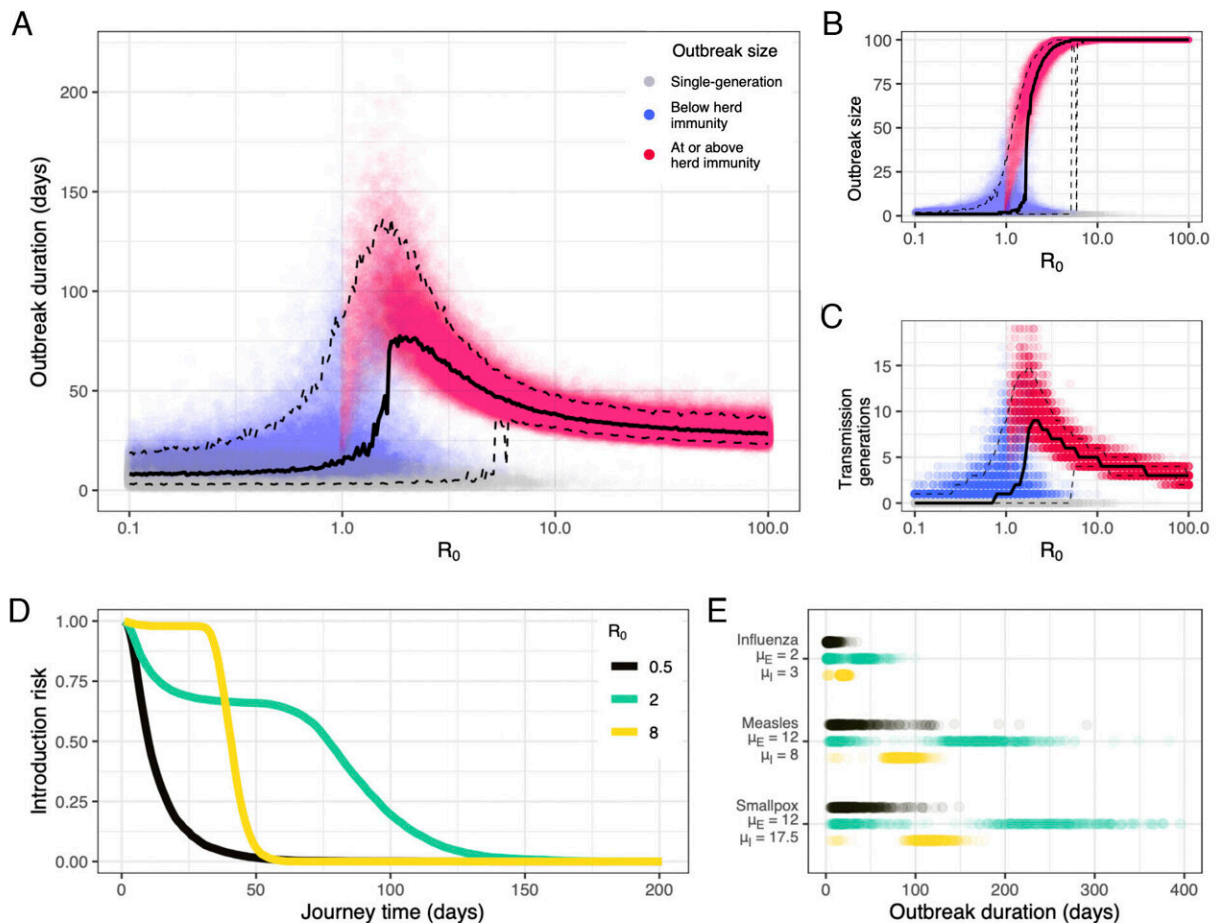 A
Outbreak duration (days)
200
150
100
50
0
0.1
1.0
10.0
100.0
R0
Outbreak size
Single-generation
Below herd
immunity
At or above
herd immunity
B
Outbreak size
100
75
50
25
0
0.1
1.0
10.0
100.0
R0
C
Transmission
generations
15
10
5
0
0.1
1.0
10.0
100.0
R0
D
Introduction risk
1.00
0.75
0.50
0.25
0.00
0
50
100
150
200
Journey time (days)
R0
0.5
2
8
E
Influenza
μE = 2
μI = 3
Measles
μE = 12
μI = 8
Smallpox
μE = 12
μI = 17.5
0
100
200
300
400
Outbreak duration (days)